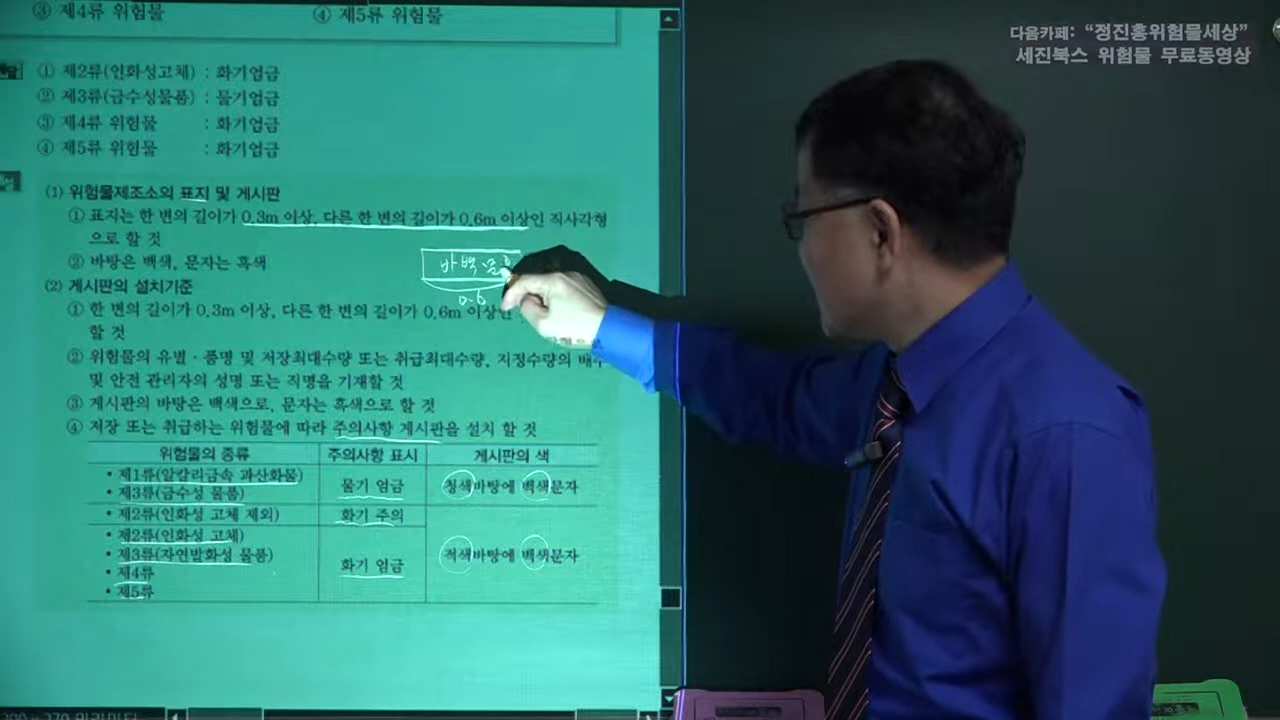 ③ 제4류 위험물 ④ 제5류 위험물
다음카페: “정진홍위험물세상”
세진북스 위험물 무료동영상
① 제2류(인화성고체) : 화기엄금
② 제3류(금수성물품) : 물기엄금
③ 제4류 위험물 : 화기엄금
④ 제5류 위험물 : 화기엄금
(1) 위험물제조소의 표지 및 게시판
① 표지는 한 변의 길이가 0.3m 이상, 다른 한 변의 길이가 0.6m 이상인 직사각형
으로 할 것
② 바탕은 백색, 문자는 흑색
바백 문흑
0.6
(2) 게시판의 설치기준
① 한 변의 길이가 0.3m 이상, 다른 한 변의 길이가 0.6m 이상인
할 것
② 위험물의 유별·품명 및 저장최대수량 또는 취급최대수량, 지정수량의 배수
및 안전 관리자의 성명 또는 직명을 기재할 것
③ 게시판의 바탕은 백색으로, 문자는 흑색으로 할 것
④ 저장 또는 취급하는 위험물에 따라 주의사항 게시판을 설치 할 것
위험물의 종류 주의사항 표시 게시판의 색
• 제1류(알칼리금속 과산화물)
• 제3류(금수성 물품)
물기 엄금
청색바탕에 백색문자
• 제2류(인화성 고체 제외) 화기 주의
• 제2류(인화성 고체)
• 제3류(자연발화성 물품)
• 제4류
• 제5류
화기 엄금
적색바탕에 백색문자